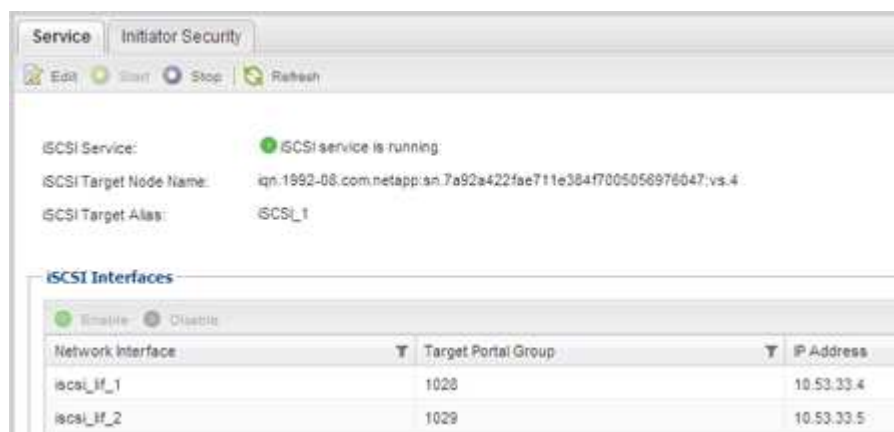 Service Initiator Security
Edit Start Stop Refresh
iSCSI Service: iSCSI service is running
iSCSI Target Node Name: iqn.1992-08.com.netapp:sn.7a92a422fae711e384f7005056976047:vs.4
iSCSI Target Alias: iSCSI_1
iSCSI Interfaces
Enable Disable
Network Interface Target Portal Group IP Address
iscsi_lif_1 1028 10.53.33.4
iscsi_lif_2 1029 10.53.33.5